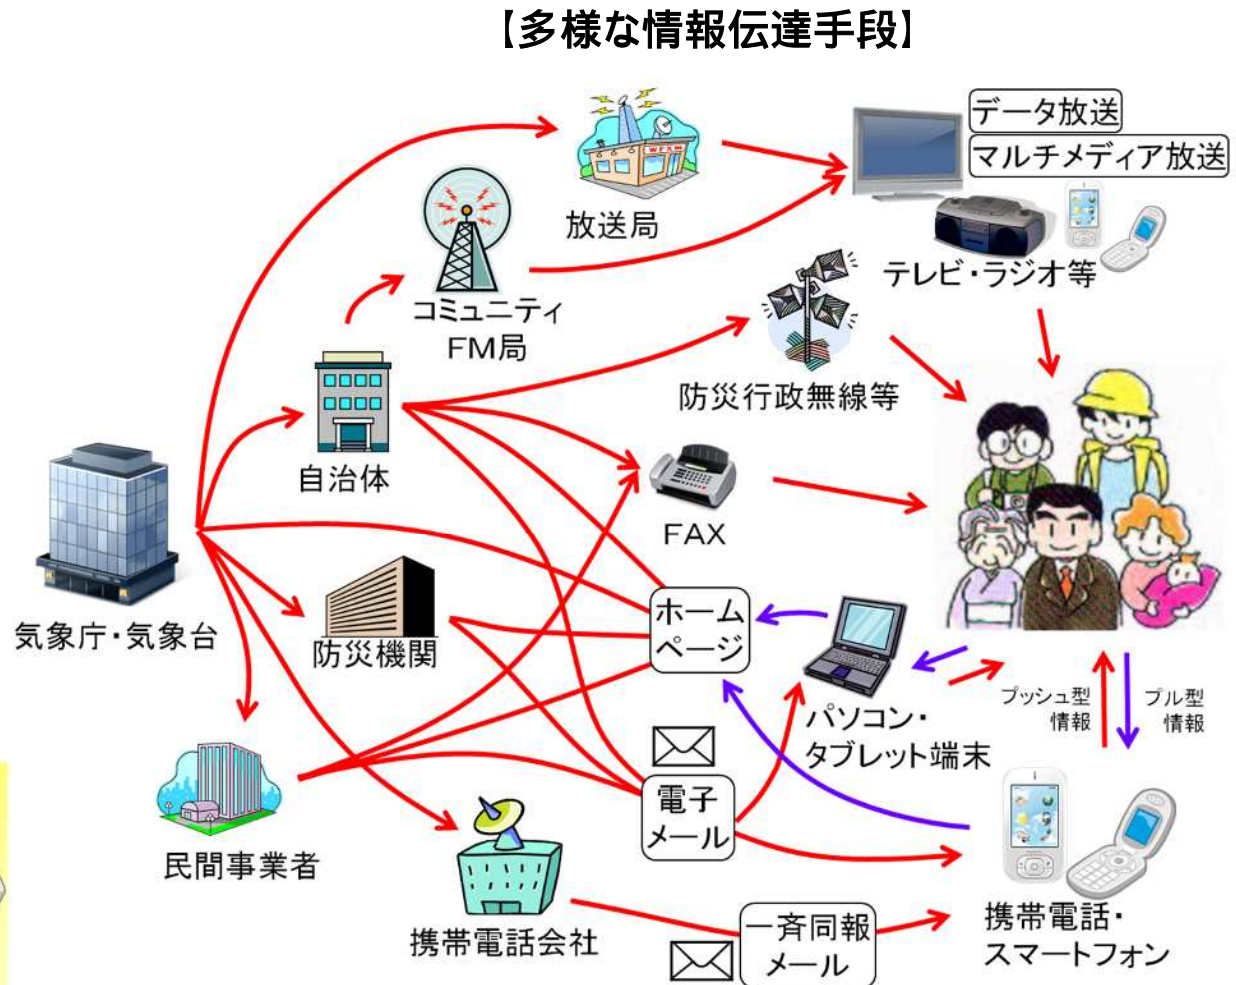 【多様な情報伝達手段】
データ放送
マルチメディア放送
WFKM
放送局
テレビ・ラジオ等
コミュニティ
FM局
防災行政無線等
自治体
FAX
気象庁・気象台
防災機関
ホーム
ページ
パソコン・
タブレット端末
プッシュ型
情報
プル型
情報
電子
メール
民間事業者
携帯電話会社
一斉同報
メール
携帯電話・
スマートフォン